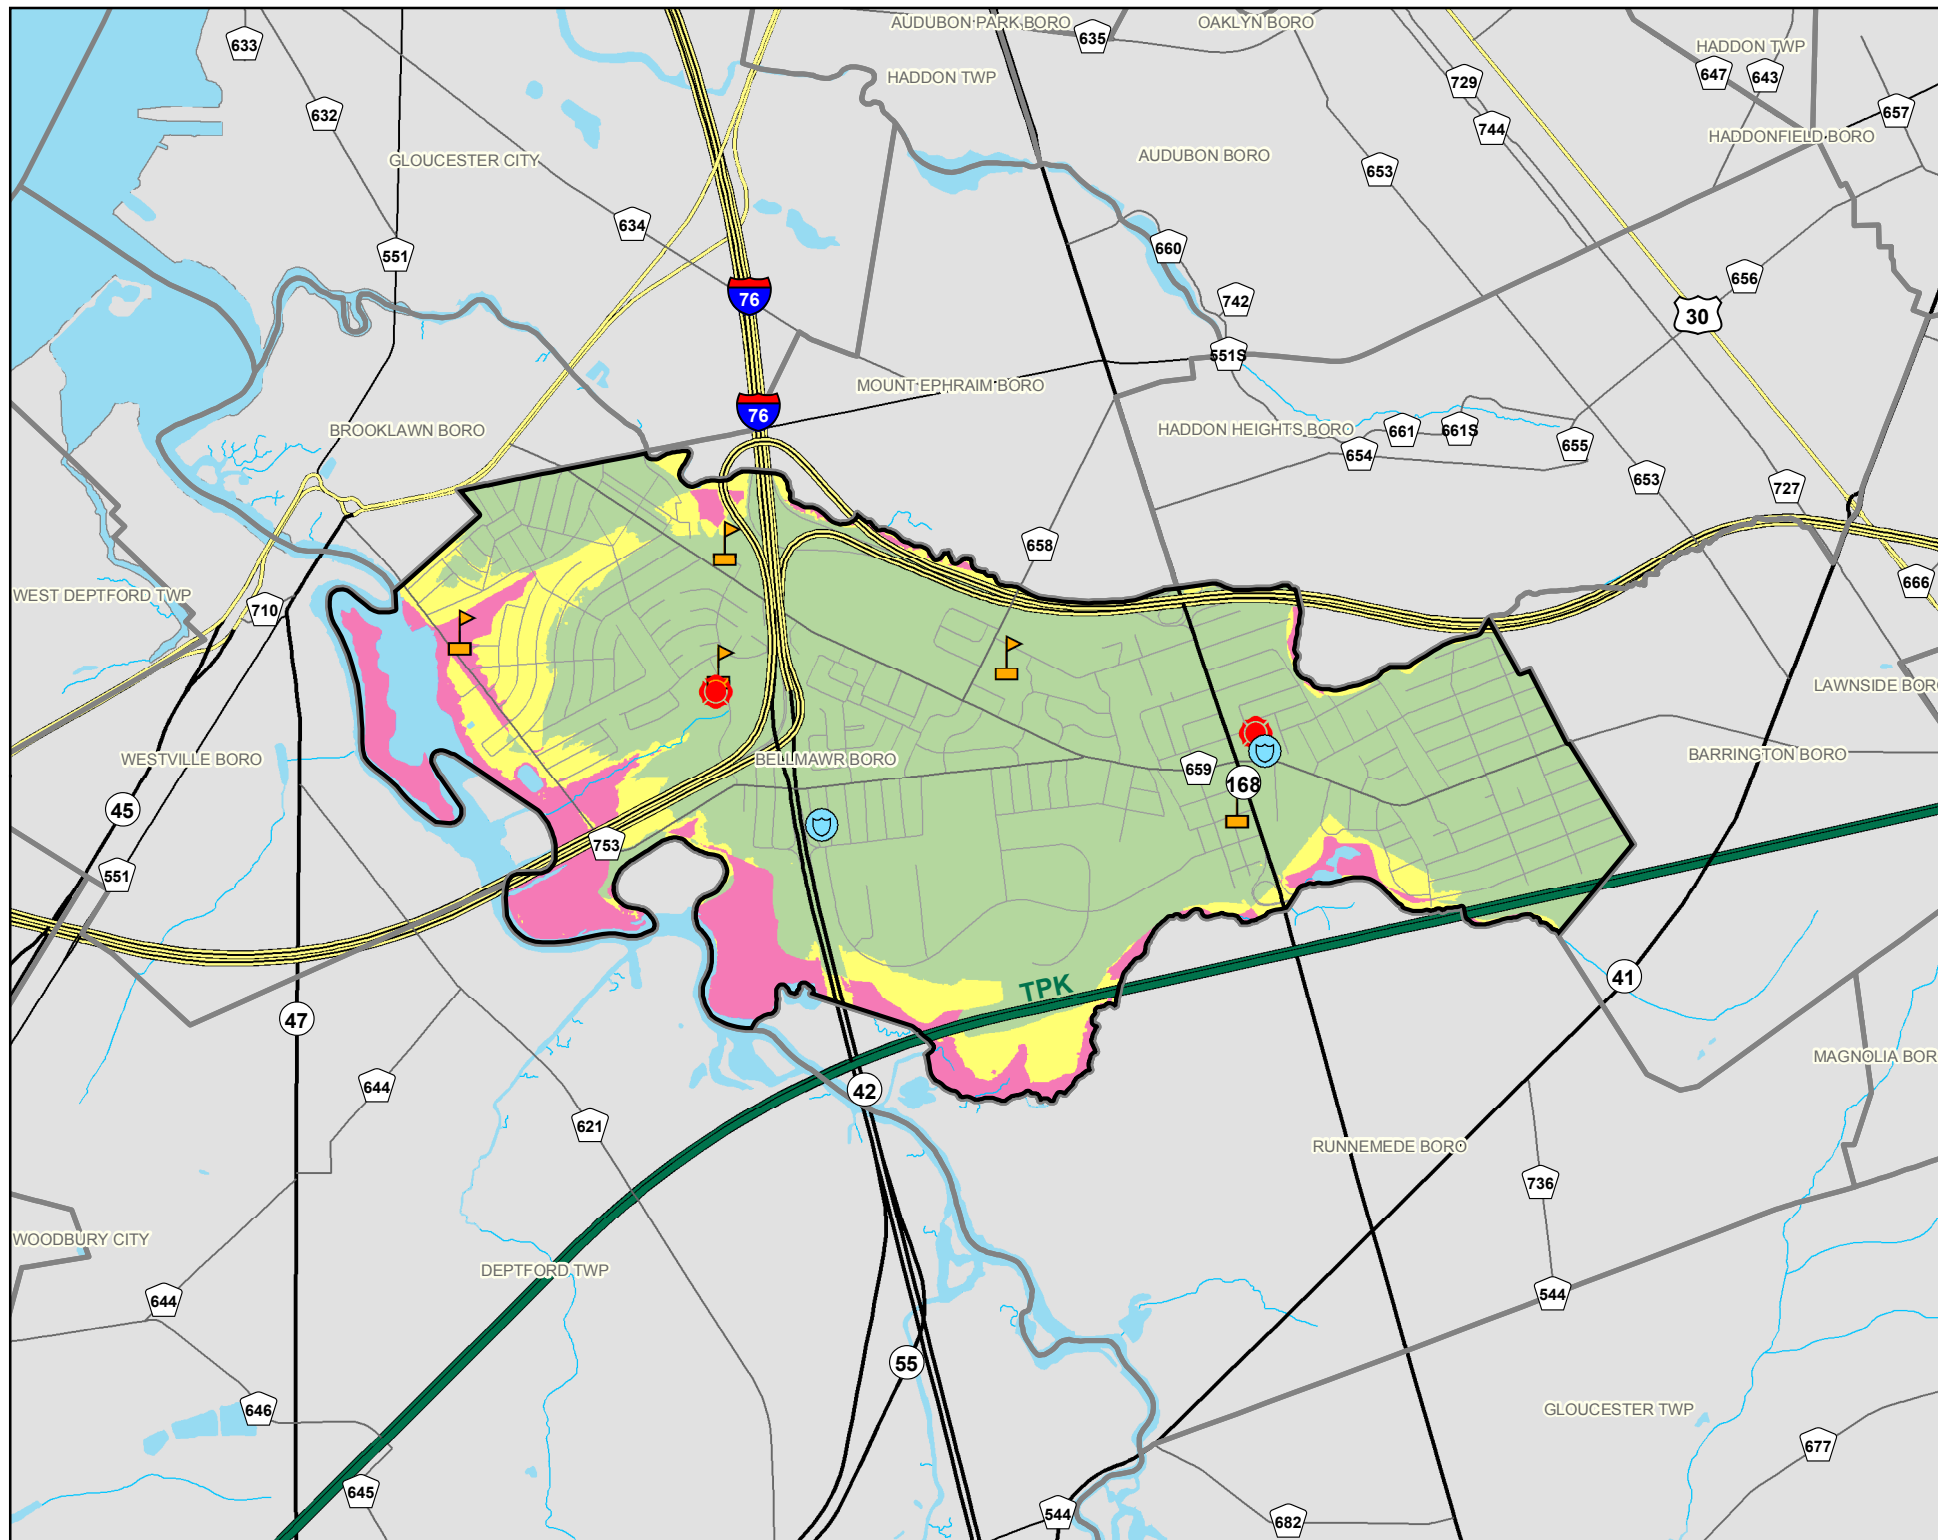 AUDUBON PARK BORO
OAKLYN BORO
633
635
HADDON TWP
647
643
HADDON TWP
729
632
657
744
HADDONFIELD BORO
GLOUCESTER CITY
AUDUBON BORO
653
634
660
551
656
76
742
30
551S
MOUNT EPHRAIM BORO
76
BROOKLAWN BORO
HADDON HEIGHTS BORO
661
661S
655
654
653
727
658
666
WEST DEPTFORD TWP
710
LAWNSIDE BOR
WESTVILLE BORO
BELLMAWR BORO
BARRINGTON BORO
659
168
45
753
551
TPK
41
47
MAGNOLIA BOR
644
42
621
RUNNEMEDE BORO
736
WOODBURY CITY
DEPTFORD TWP
644
544
55
646
GLOUCESTER TWP
677
645
544
682